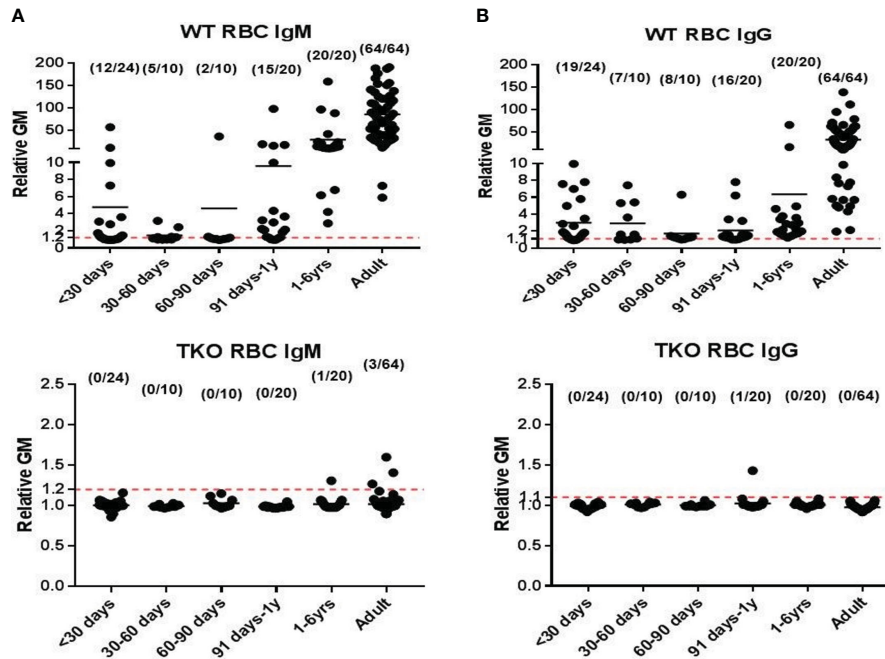 A
WT RBC IgM
Relative GM
200
150
100
50
10
8
6
4
2
1.2
0
(12/24) (5/10) (2/10) (15/20) (20/20) (64/64)
<30 days 30-60 days 60-90 days 91 days-1y 1-6yrs Adult
B
WT RBC IgG
Relative GM
200
150
100
50
10
8
6
4
2
1.1
0
(19/24) (7/10) (8/10) (16/20) (20/20) (64/64)
<30 days 30-60 days 60-90 days 91 days-1y 1-6yrs Adult
TKO RBC IgM
Relative GM
2.5
2.0
1.5
1.2
1.0
0.5
0.0
(0/24) (0/10) (0/10) (0/20) (1/20) (3/64)
<30 days 30-60 days 60-90 days 91 days-1y 1-6yrs Adult
TKO RBC IgG
Relative GM
2.5
2.0
1.5
1.1
1.0
0.5
0.0
(0/24) (0/10) (0/10) (1/20) (0/20) (0/64)
<30 days 30-60 days 60-90 days 91 days-1y 1-6yrs Adult